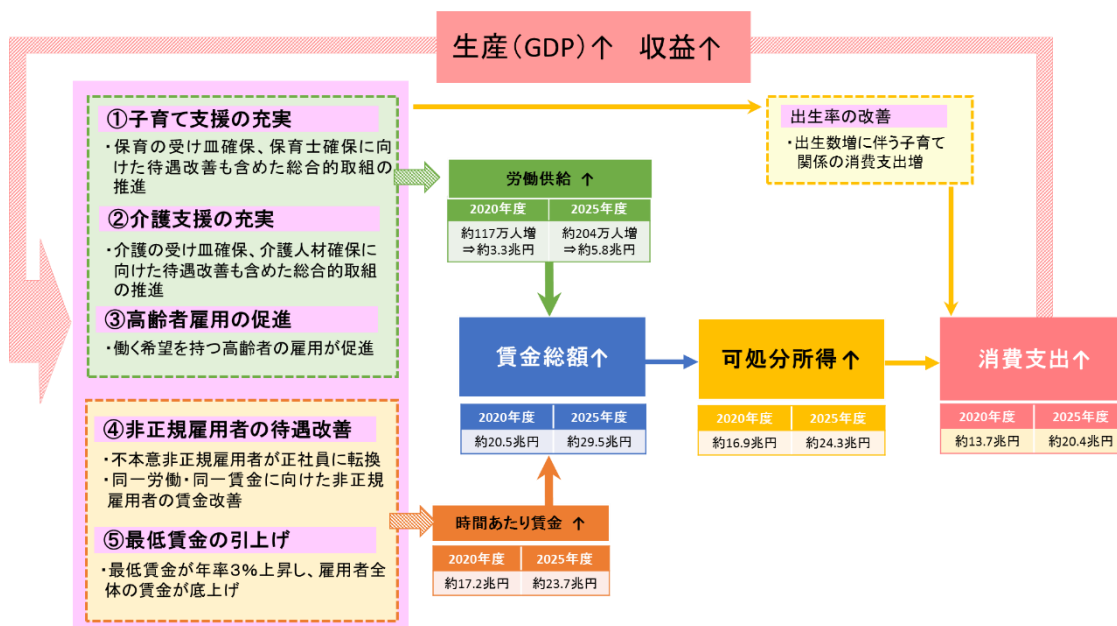 生産(GDP)↑ 収益↑
①子育て支援の充実
・保育の受け皿確保、保育士確保に向
けた待遇改善も含めた総合的取組の
推進
②介護支援の充実
・介護の受け皿確保、介護人材確保に
向けた待遇改善も含めた総合的取組
の推進
③高齢者雇用の促進
・働く希望を持つ高齢者の雇用が促進
④非正規雇用者の待遇改善
・不本意非正規雇用者が正社員に転換
・同一労働・同一賃金に向けた非正規
雇用者の賃金改善
⑤最低賃金の引上げ
・最低賃金が年率3%上昇し、雇用者全
体の賃金が底上げ
労働供給 ↑
2020年度 2025年度
約117万人増 約204万人増
⇒約3.3兆円 ⇒約5.8兆円
出生率の改善
・出生数増に伴う子育て
関係の消費支出増
賃金総額↑
2020年度 2025年度
約20.5兆円 約29.5兆円
可処分所得↑
2020年度 2025年度
約16.9兆円 約24.3兆円
消費支出↑
2020年度 2025年度
約13.7兆円 約20.4兆円
時間あたり賃金 ↑
2020年度 2025年度
約17.2兆円 約23.7兆円